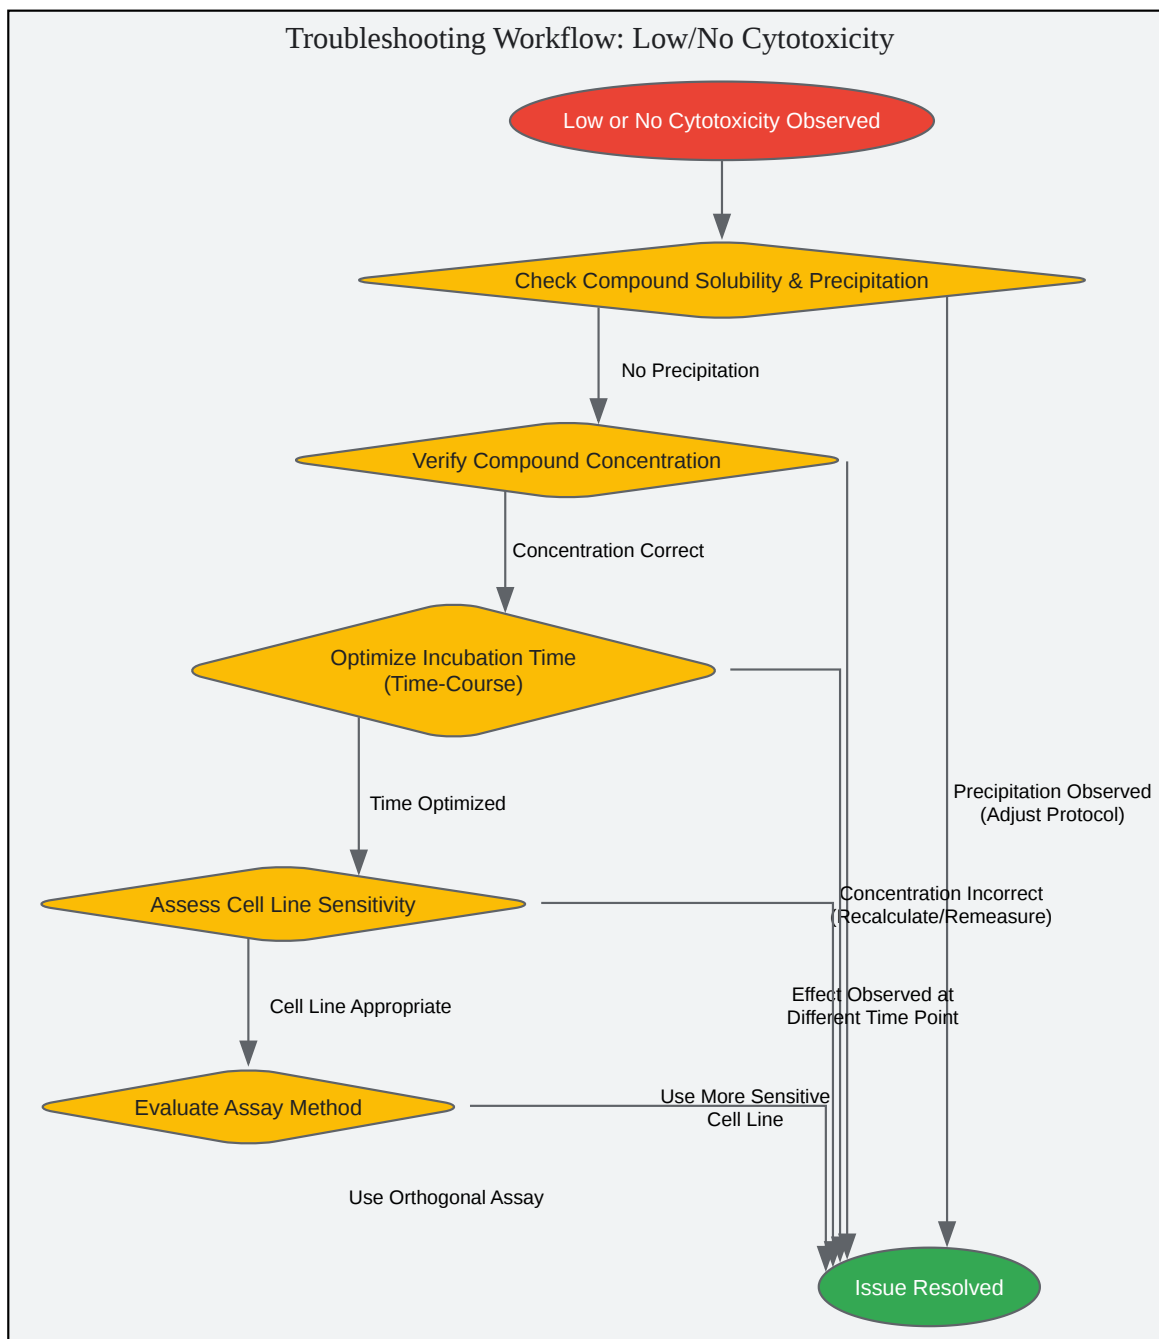 Troubleshooting Workflow: Low/No Cytotoxicity
Low or No Cytotoxicity Observed
Check Compound Solubility & Precipitation
No Precipitation
Verify Compound Concentration
Concentration Correct
Optimize Incubation Time
(Time-Course)
Precipitation Observed
(Adjust Protocol)
Time Optimized
Assess Cell Line Sensitivity
Concentration Incorrect
(Recalculate/Remeasure)
Cell Line Appropriate
Effect Observed at
Different Time Point
Evaluate Assay Method
Use More Sensitive
Cell Line
Use Orthogonal Assay
Issue Resolved